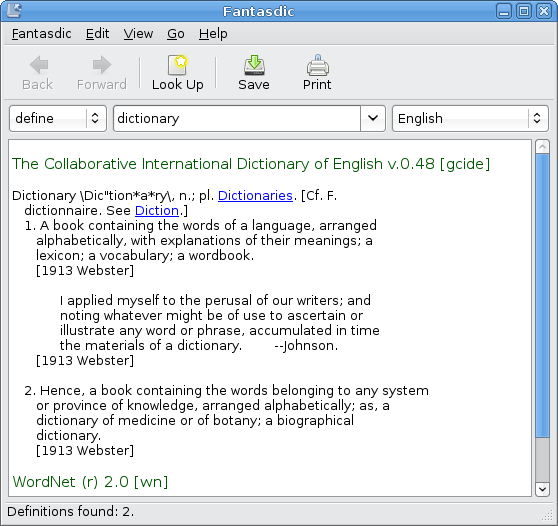 Fantasdic
Fantasdic Edit View Go Help
Back Forward Look Up Save Print
define dictionary English
The Collaborative International Dictionary of English v.0.48 [gcide]
Dictionary \Dic"tion*a*ry\, n.; pl. Dictionaries. [Cf. F.
dictionnaire. See Diction.]
1. A book containing the words of a language, arranged
alphabetically, with explanations of their meanings; a
lexicon; a vocabulary; a wordbook.
[1913 Webster]
I applied myself to the perusal of our writers; and
noting whatever might be of use to ascertain or
illustrate any word or phrase, accumulated in time
the materials of a dictionary. --Johnson.
[1913 Webster]
2. Hence, a book containing the words belonging to any system
or province of knowledge, arranged alphabetically; as, a
dictionary of medicine or of botany; a biographical
dictionary.
[1913 Webster]
WordNet (r) 2.0 [wn]
Definitions found: 2.